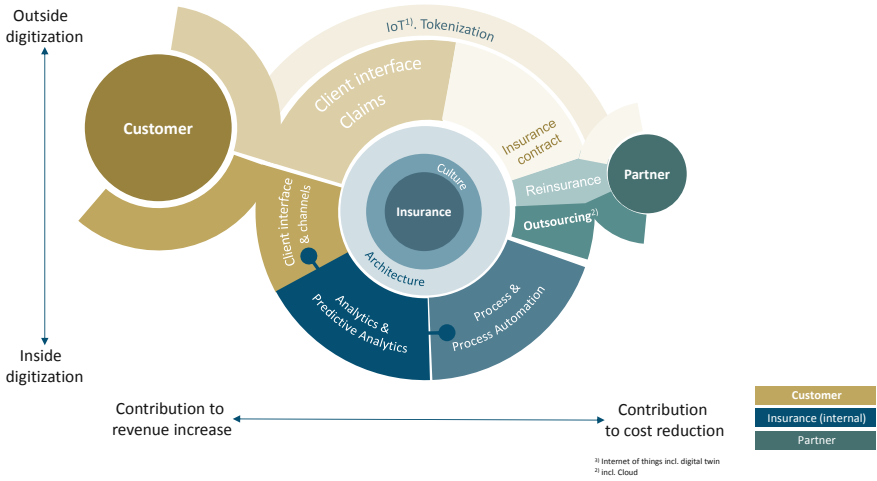 Outside
digitization
IoT1). Tokenization
Client interface
Claims
Customer
Insurance
contract
Partner
Reinsurance
Culture
Insurance
Outsourcing2)
Client interface
& channels
Architecture
Analytics &
Predictive Analytics
Process &
Process Automation
Inside
digitization
Contribution to
revenue increase
Contribution
to cost reduction
Customer
Insurance (internal)
Partner
1) Internet of things incl. digital twin
2) incl. Cloud